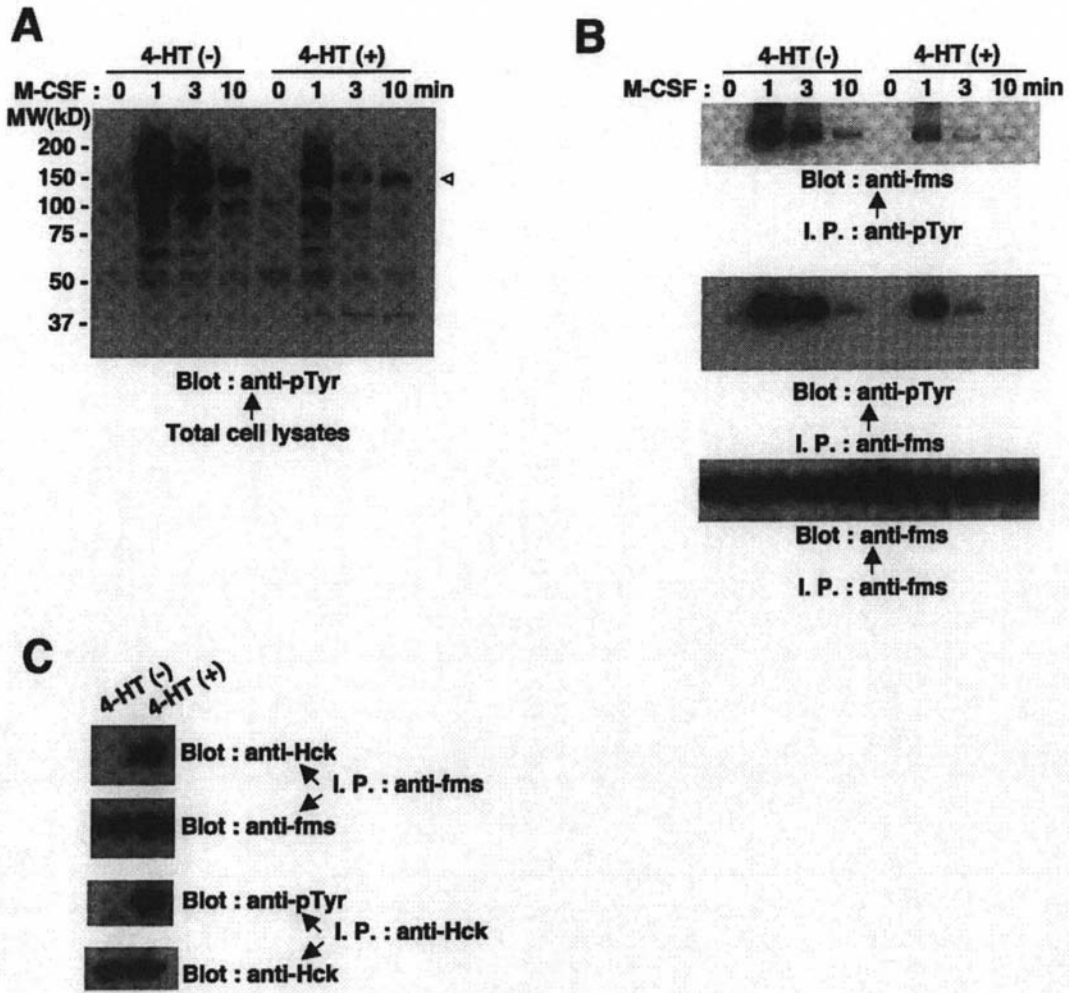 A
4-HT (-) 4-HT (+)
M-CSF : 0 1 3 10 0 1 3 10 min
MW(kD)
200 -
150 -
100 -
75 -
50 -
37 -
Blot : anti-pTyr
Total cell lysates
B
4-HT (-) 4-HT (+)
M-CSF : 0 1 3 10 0 1 3 10 min
Blot : anti-fms
I. P. : anti-pTyr
Blot : anti-pTyr
I. P. : anti-fms
Blot : anti-fms
I. P. : anti-fms
C
4-HT (-)
4-HT (+)
Blot : anti-Hck
I. P. : anti-fms
Blot : anti-fms
Blot : anti-pTyr
I. P. : anti-Hck
Blot : anti-Hck